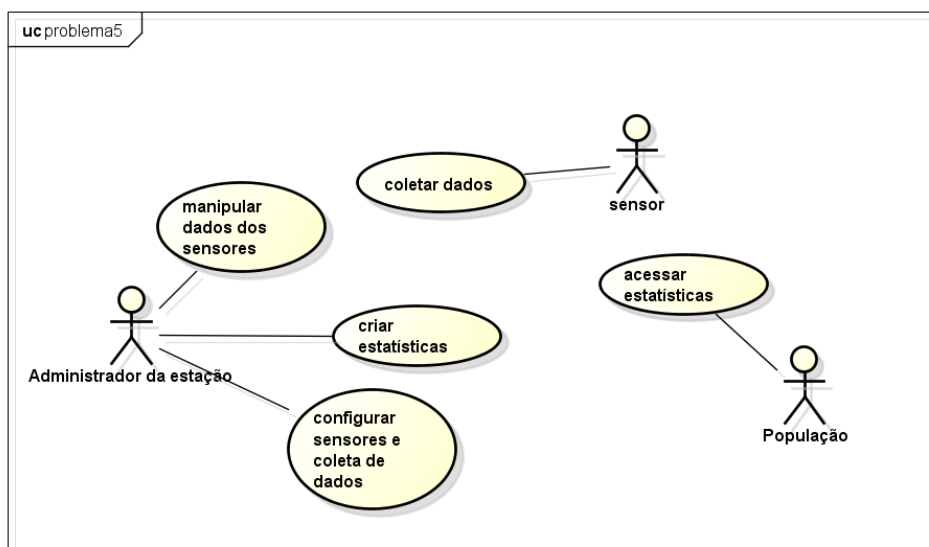 uc problema5
coletar dados
sensor
manipular
dados dos
sensores
acessar
estatísticas
criar
estatísticas
Administrador da estação
configurar
sensores e
coleta de
dados
População